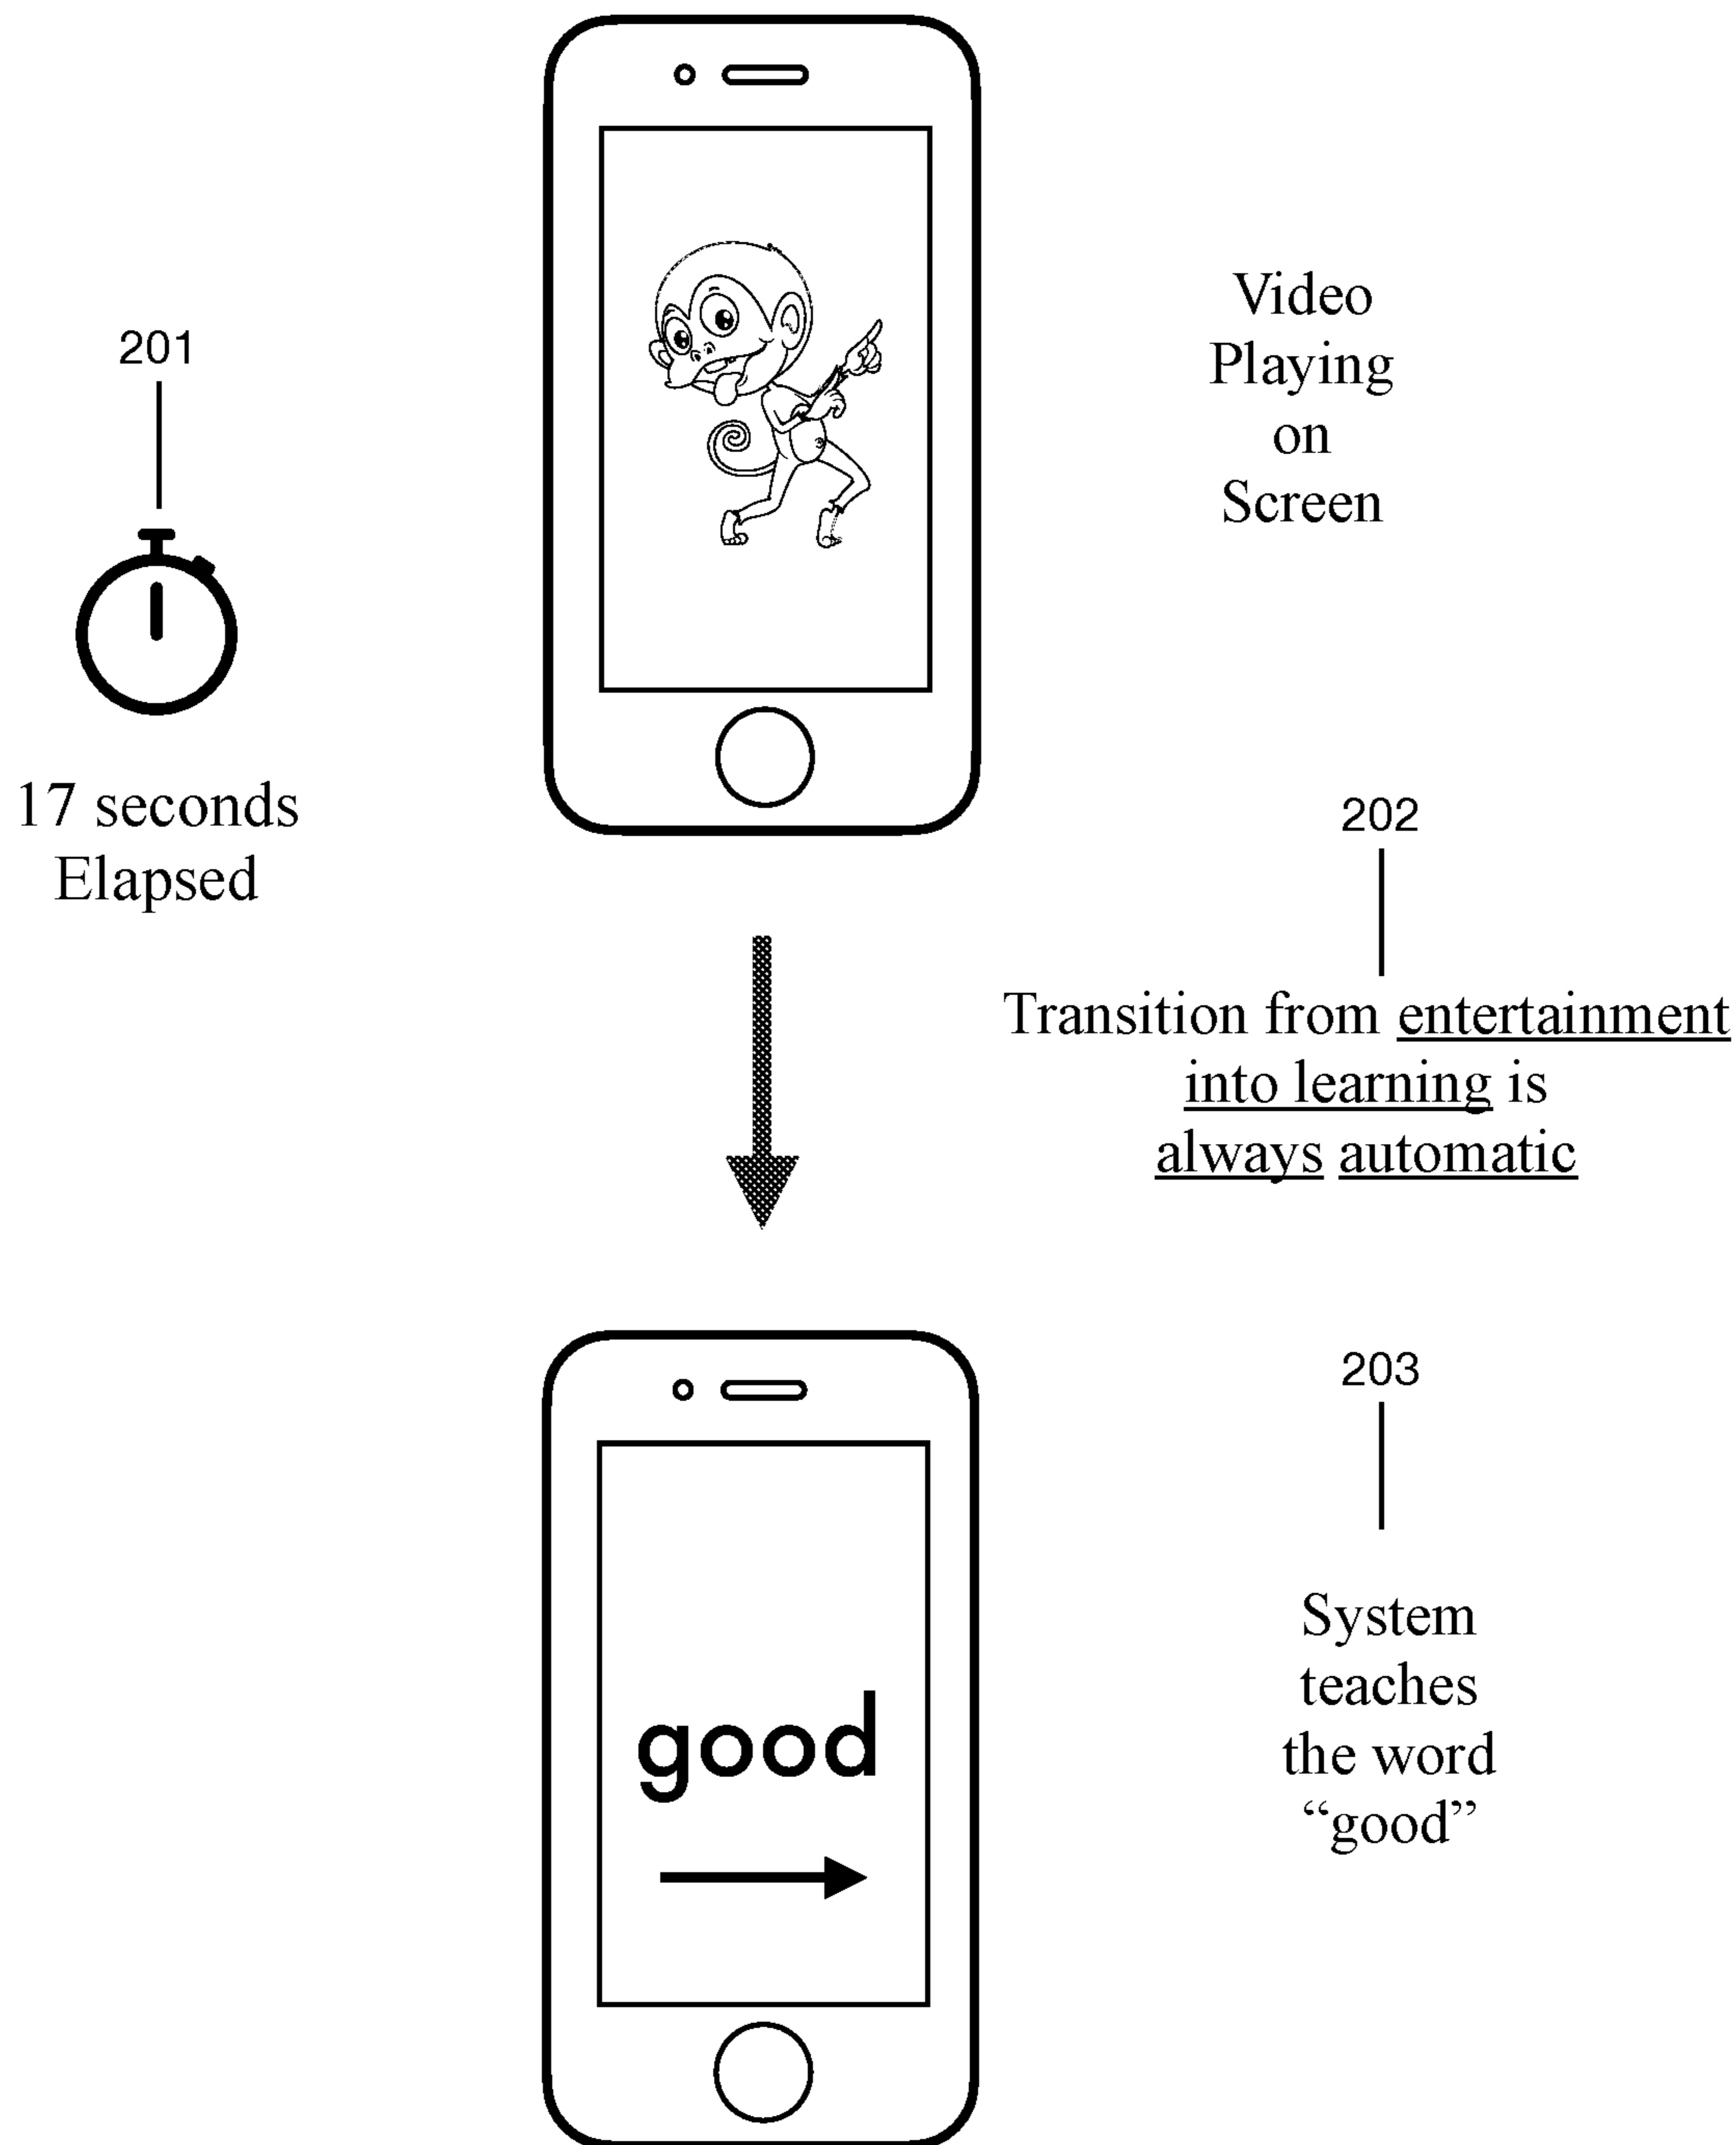 201
17 seconds
Elapsed
Video
Playing
on
Screen
202
Transition from entertainment
into learning is
always automatic
203
good
System
teaches
the word
“good”